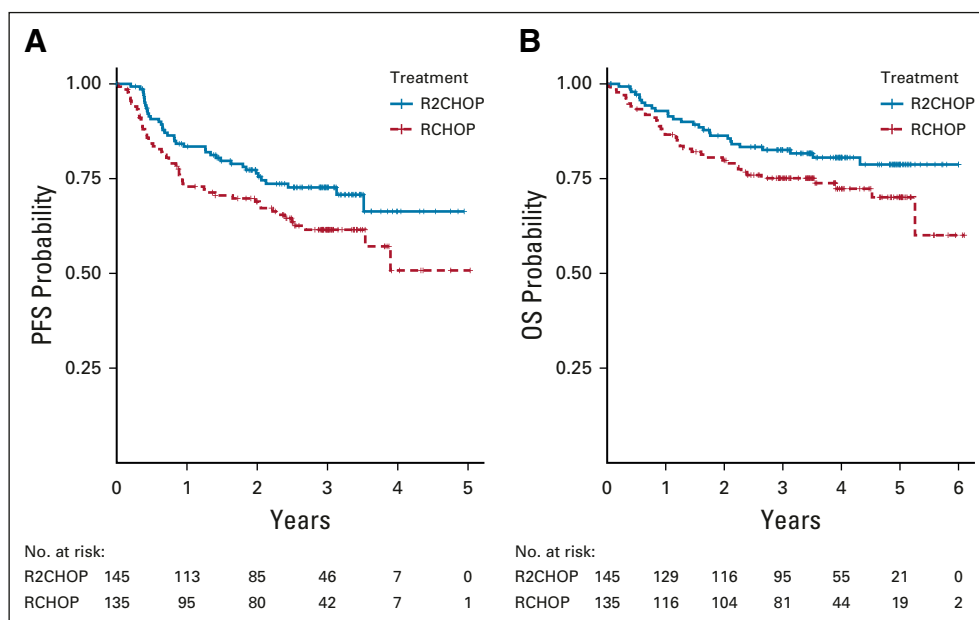 A
Treatment
R2CHOP
RCHOP
1.00
0.75
0.50
0.25
PFS Probability
0 1 2 3 4 5
Years
No. at risk:
R2CHOP 145 113 85 46 7 0
RCHOP 135 95 80 42 7 1
B
Treatment
R2CHOP
RCHOP
1.00
0.75
0.50
0.25
OS Probability
0 1 2 3 4 5 6
Years
No. at risk:
R2CHOP 145 129 116 95 55 21 0
RCHOP 135 116 104 81 44 19 2